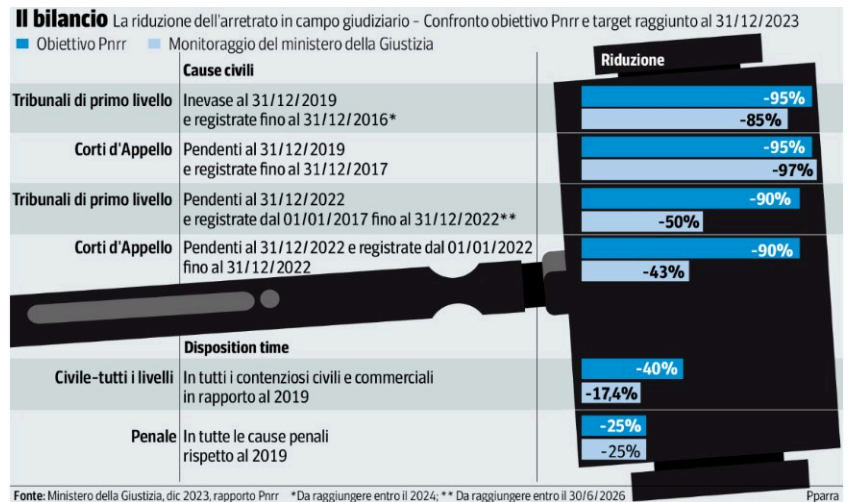 Il bilancio La riduzione dell'arretrato in campo giudiziario - Confronto obiettivo Pnrr e target raggiunto al 31/12/2023
Obiettivo Pnrr Monitoraggio del ministero della Giustizia
Riduzione
Cause civili
Tribunali di primo livello Inevase al 31/12/2019 -95%
e registrate fino al 31/12/2016* -85%
Corti d'Appello Pendenti al 31/12/2019 -95%
e registrate fino al 31/12/2017 -97%
Tribunali di primo livello Pendenti al 31/12/2022 -90%
e registrate dal 01/01/2017 fino al 31/12/2022** -50%
Corti d'Appello Pendenti al 31/12/2022 e registrate dal 01/01/2022 -90%
fino al 31/12/2022 -43%
Disposition time
Civile-tutti i livelli In tutti i contenziosi civili e commerciali -40%
in rapporto al 2019 -17,4%
Penale In tutte le cause penali -25%
rispetto al 2019 -25%
Fonte: Ministero della Giustizia, dic 2023, rapporto Pnrr *Da raggiungere entro il 2024; ** Da raggiungere entro il 30/6/2026 Pparra